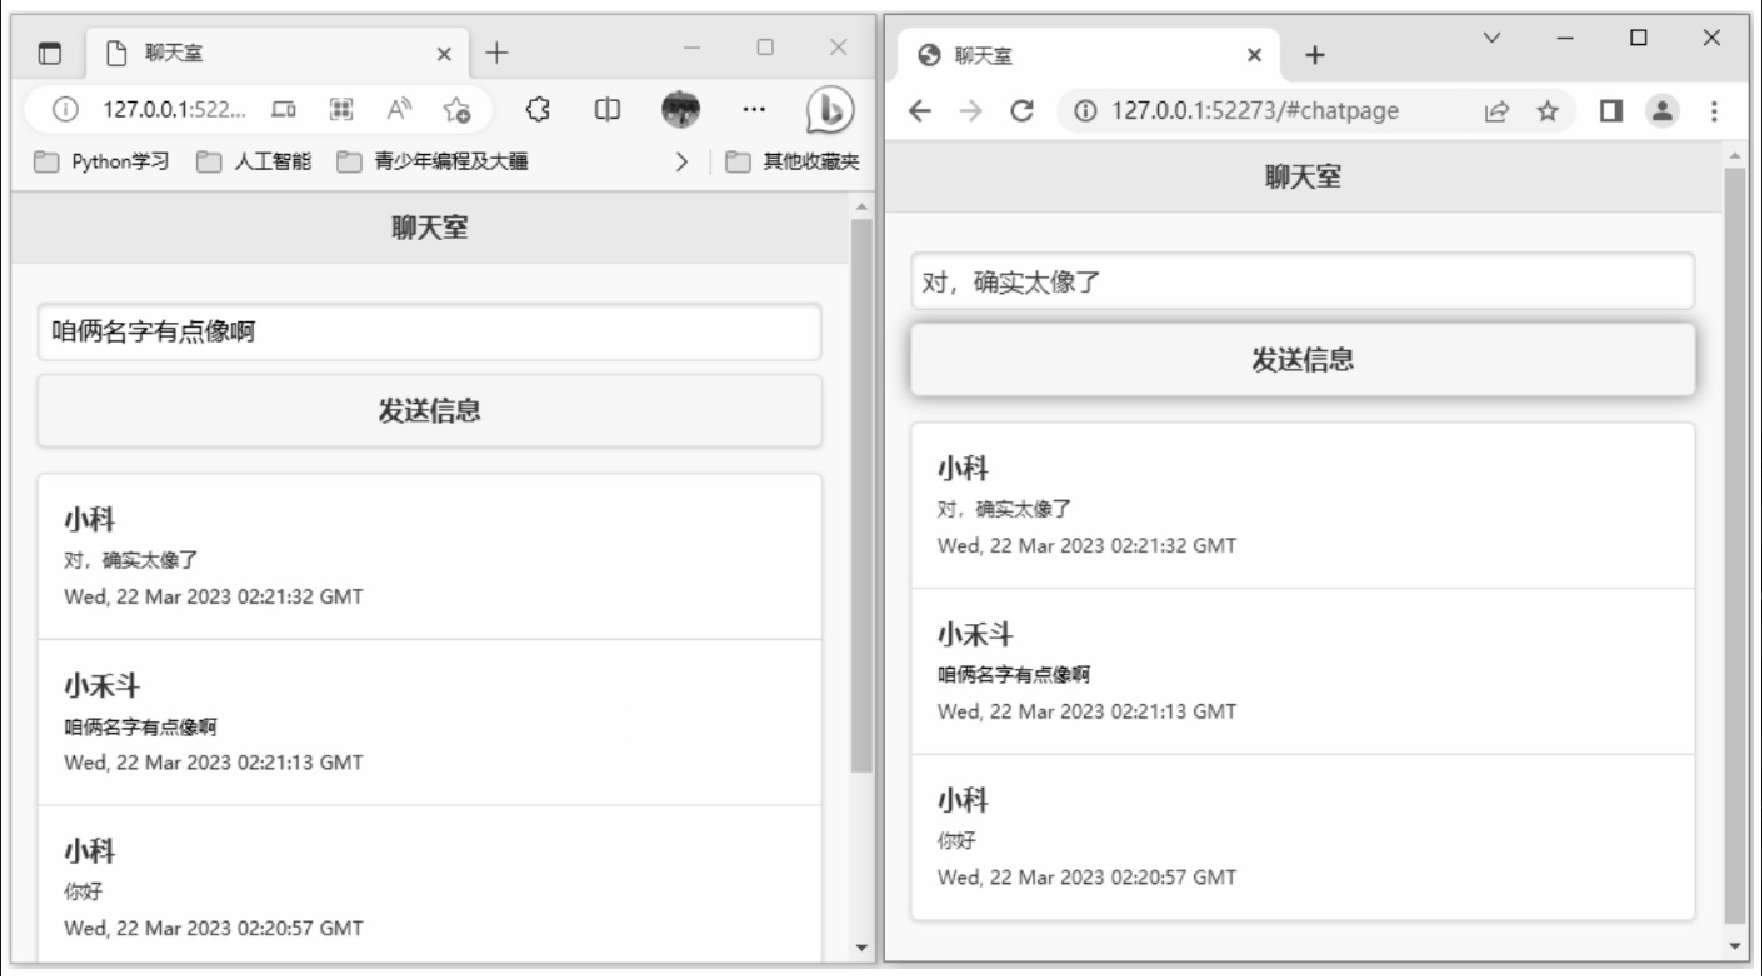 聊天室
127.0.0.1:522...
Python学习 人工智能 青少年编程及大疆 其他收藏夹
聊天室
咱俩名字有点像啊
发送信息
小科
对，确实太像了
Wed, 22 Mar 2023 02:21:32 GMT
小禾斗
咱俩名字有点像啊
Wed, 22 Mar 2023 02:21:13 GMT
小科
你好
Wed, 22 Mar 2023 02:20:57 GMT
聊天室
127.0.0.1:52273/#chatpage
聊天室
对，确实太像了
发送信息
小科
对，确实太像了
Wed, 22 Mar 2023 02:21:32 GMT
小禾斗
咱俩名字有点像啊
Wed, 22 Mar 2023 02:21:13 GMT
小科
你好
Wed, 22 Mar 2023 02:20:57 GMT